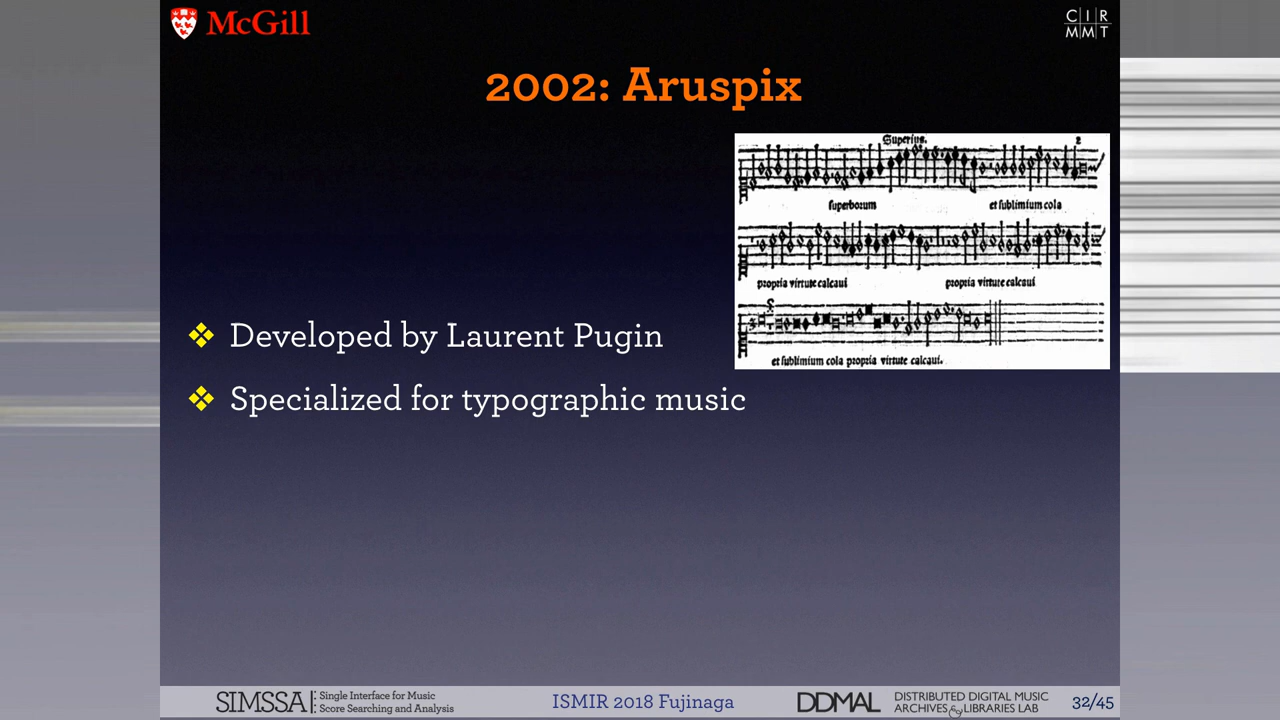 McGill
CIR
MMT
2002: Aruspix
Superius. 2
superborum et sublimium cola
propria virtute calcaui propria virtute calcaui
et sublimium cola propria virtute calcaui.
Developed by Laurent Pugin
Specialized for typographic music
SIMSSA
Single Interface for Music
Score Searching and Analysis
ISMIR 2018 Fujinaga
DDMAL
DISTRIBUTED DIGITAL MUSIC
ARCHIVES & LIBRARIES LAB
32/45